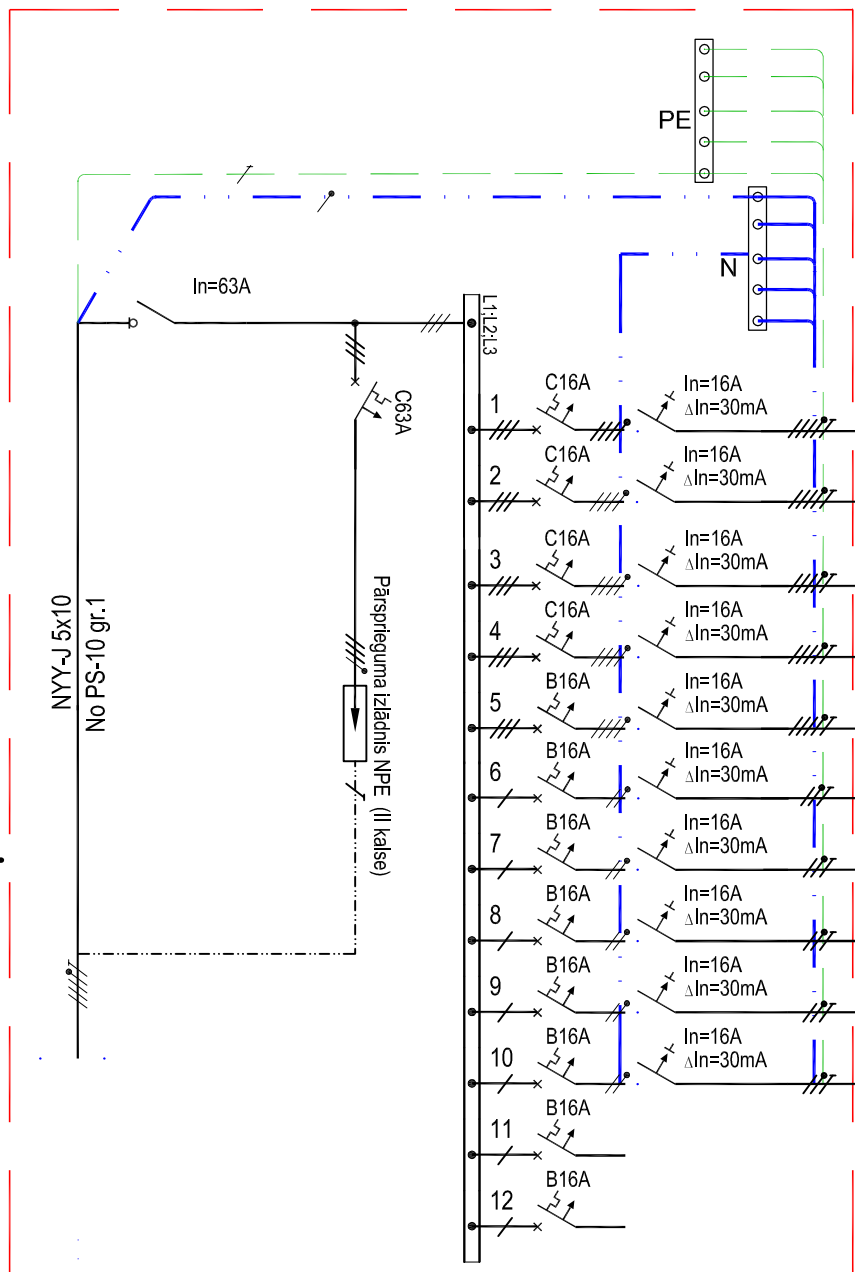 PE
N
In=63A
L1;L2;L3
C63A
NYY-J 5x10
No PS-10 gr.1
Pārsprieguma izlādnis NPE (II kalse)
1 C16A In=16A
ΔIn=30mA
2 C16A In=16A
ΔIn=30mA
3 C16A In=16A
ΔIn=30mA
4 C16A In=16A
ΔIn=30mA
5 B16A In=16A
ΔIn=30mA
6 B16A In=16A
ΔIn=30mA
7 B16A In=16A
ΔIn=30mA
8 B16A In=16A
ΔIn=30mA
9 B16A In=16A
ΔIn=30mA
10 B16A In=16A
ΔIn=30mA
11 B16A
12 B16A